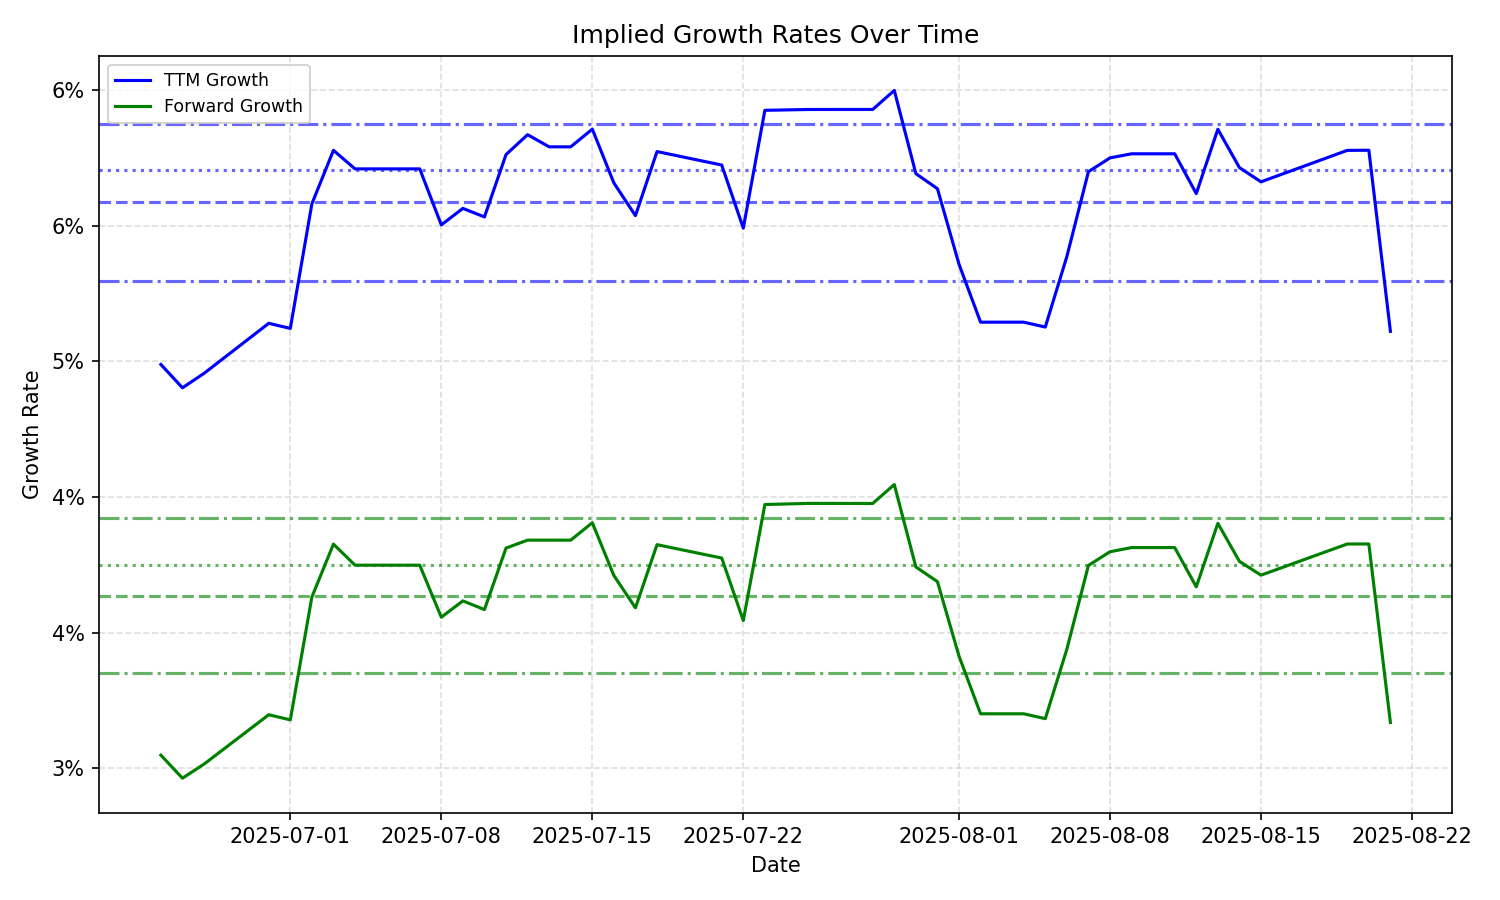 Implied Growth Rates Over Time
TTM Growth
Forward Growth
6%
6%
5%
4%
4%
3%
Growth Rate
2025-07-01 2025-07-08 2025-07-15 2025-07-22 2025-08-01 2025-08-08 2025-08-15 2025-08-22
Date